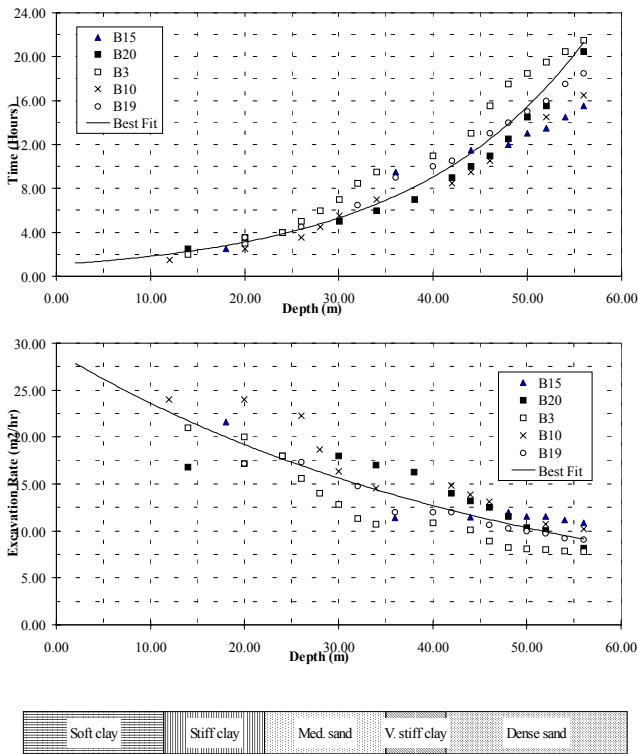 24.00
20.00
16.00
12.00
8.00
4.00
0.00
Time (Hours)
B15
B20
B3
B10
B19
Best Fit
0.00 10.00 20.00 30.00 40.00 50.00 60.00
Depth (m)
30.00
25.00
20.00
15.00
10.00
5.00
0.00
Excavation Rate (m2/hr)
B15
B20
B3
B10
B19
Best Fit
0.00 10.00 20.00 30.00 40.00 50.00 60.00
Depth (m)
Soft clay Stiff clay Med. sand V. stiff clay Dense sand